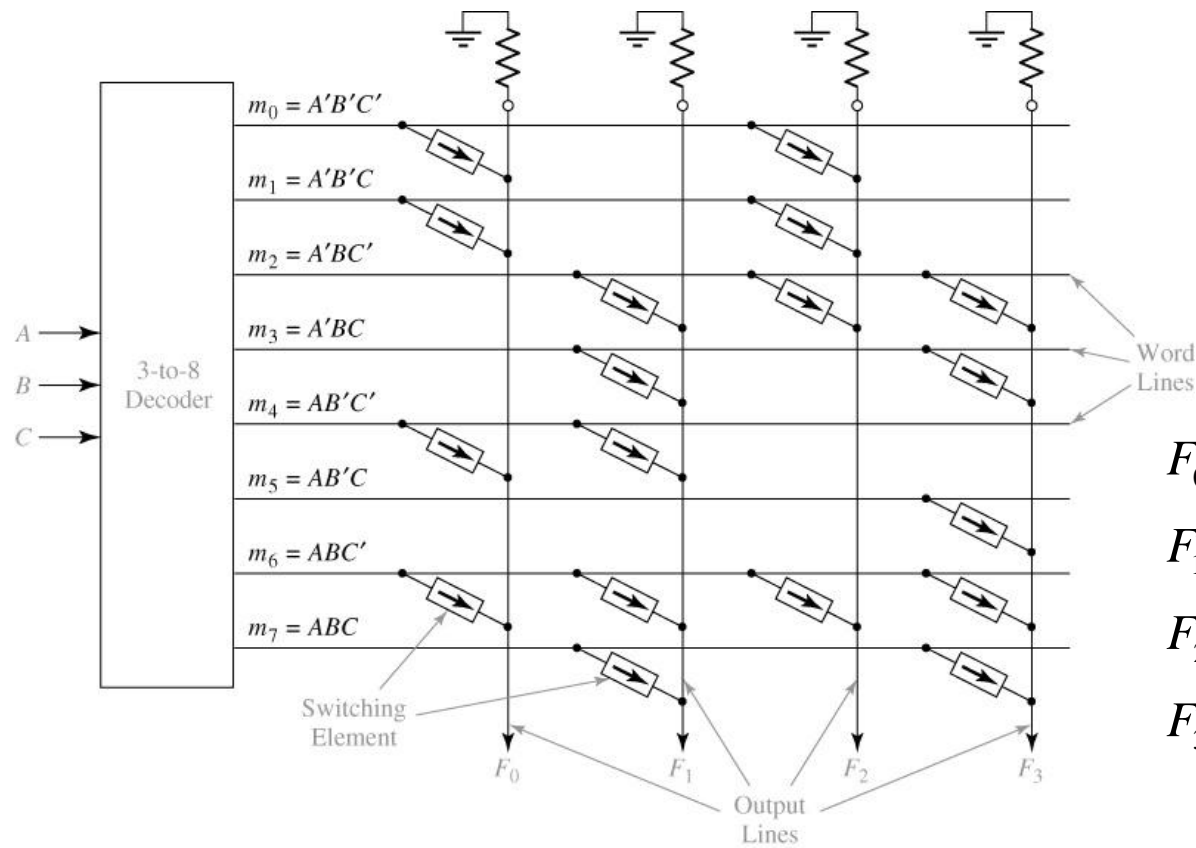 m₀ = A′B′C′
m₁ = A′B′C
m₂ = A′BC′
m₃ = A′BC
m₄ = AB′C′
m₅ = AB′C
m₆ = ABC′
m₇ = ABC
A
B
C
3-to-8
Decoder
Word
Lines
Switching
Element
F₀
F₁
F₂
F₃
Output
Lines
F
F
F
F